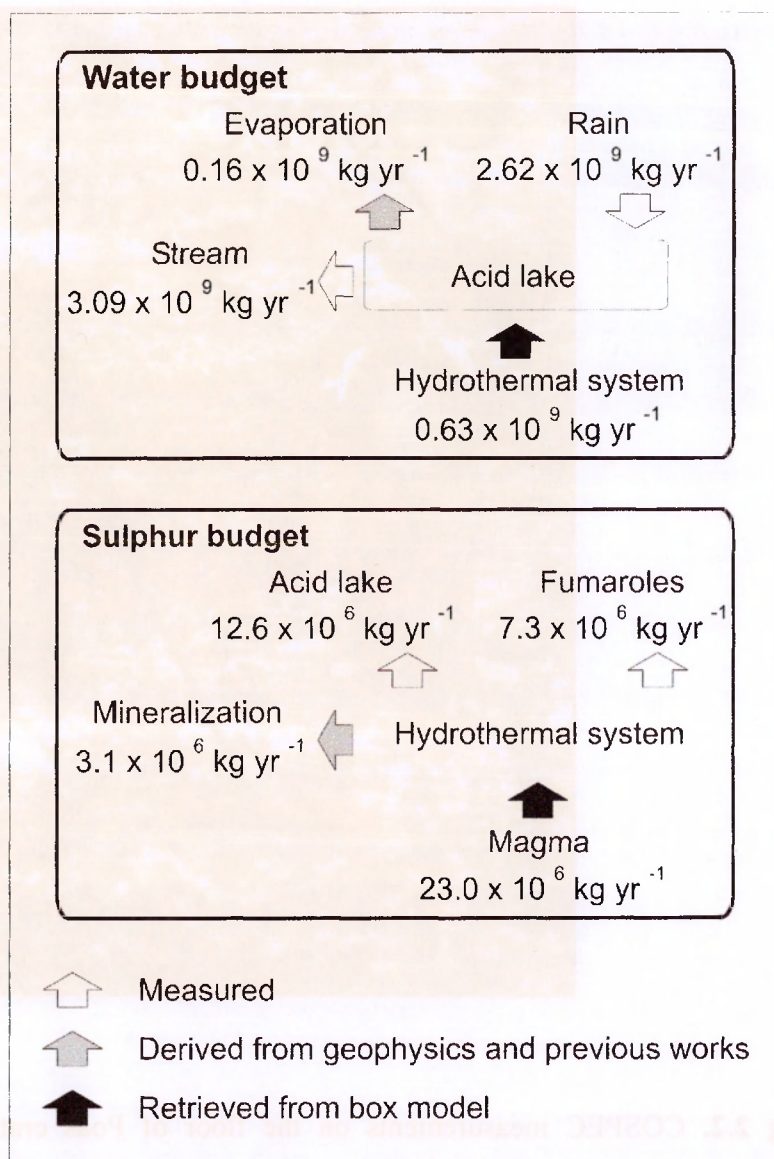 Water budget
Evaporation Rain
0.16 x 10 9 kg yr -1 2.62 x 10 9 kg yr -1
Stream
3.09 x 10 9 kg yr -1
Acid lake
Hydrothermal system
0.63 x 10 9 kg yr -1
Sulphur budget
Acid lake Fumaroles
12.6 x 10 6 kg yr -1 7.3 x 10 6 kg yr -1
Mineralization
3.1 x 10 6 kg yr -1
Hydrothermal system
Magma
23.0 x 10 6 kg yr -1
Measured
Derived from geophysics and previous works
Retrieved from box model